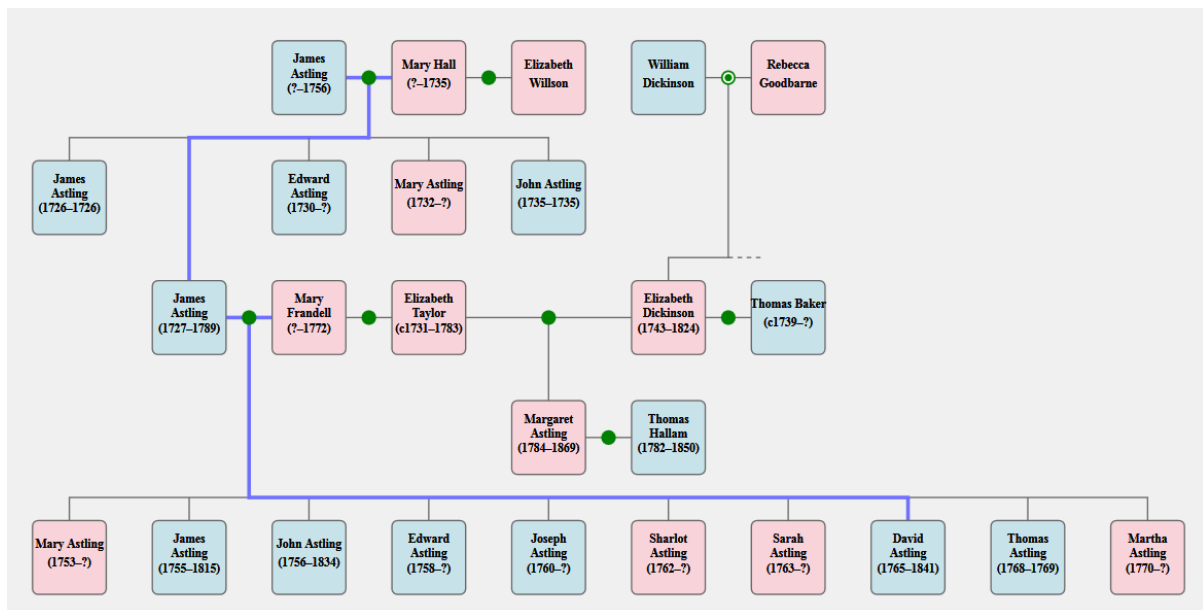 James
Astling
(?–1756)
Mary Hall
(?–1735)
Elizabeth
Willson
William
Dickinson
Rebecca
Goodbarne
James
Astling
(1726–1726)
Edward
Astling
(1730–?)
Mary Astling
(1732–?)
John Astling
(1735–1735)
James
Astling
(1727–1789)
Mary
Frandell
(?–1772)
Elizabeth
Taylor
(c1731–1783)
Elizabeth
Dickinson
(1743–1824)
Thomas Baker
(c1739–?)
Margaret
Astling
(1784–1869)
Thomas
Hallam
(1782–1850)
Mary Astling
(1753–?)
James
Astling
(1755–1815)
John Astling
(1756–1834)
Edward
Astling
(1758–?)
Joseph
Astling
(1760–?)
Sharlot
Astling
(1762–?)
Sarah
Astling
(1763–?)
David
Astling
(1765–1841)
Thomas
Astling
(1768–1769)
Martha
Astling
(1770–?)